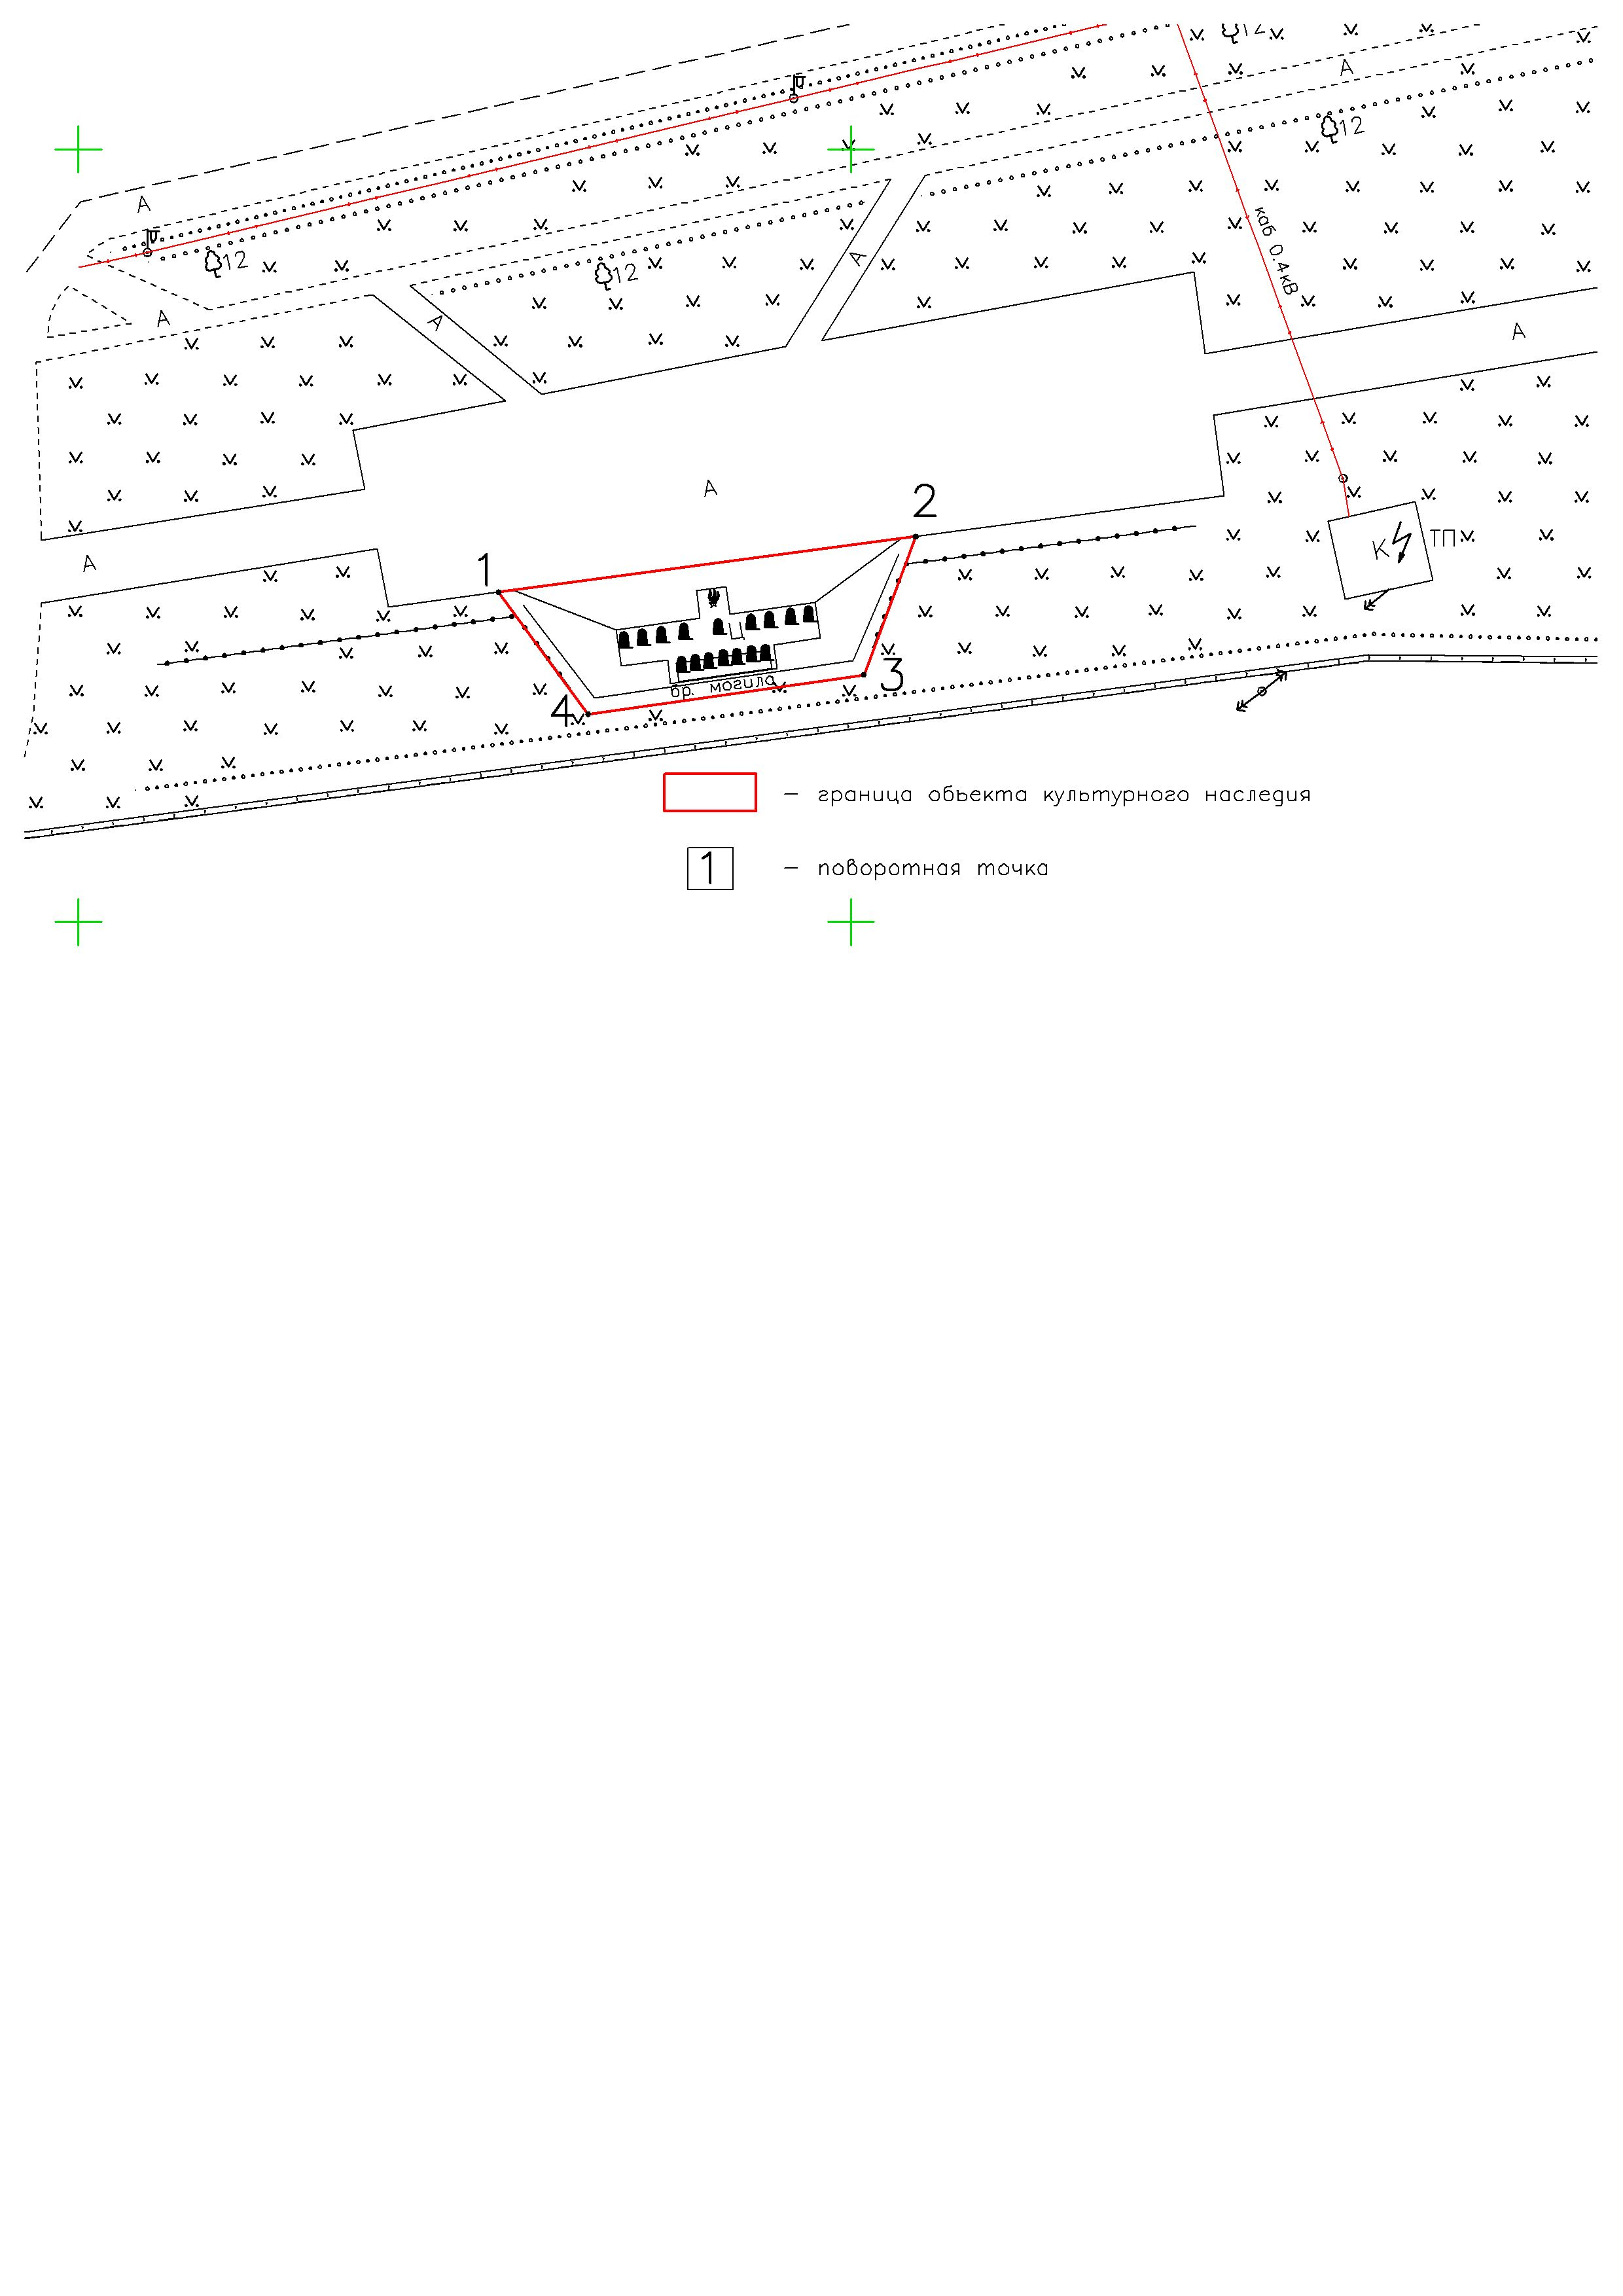 12
А
А
12
12
А
каб 0.4кВ
12
А
А
А
А
2
А
1
К
ТП
3
бр. могила
4
– граница обьекта культурного наследия
1 – поворотная точка